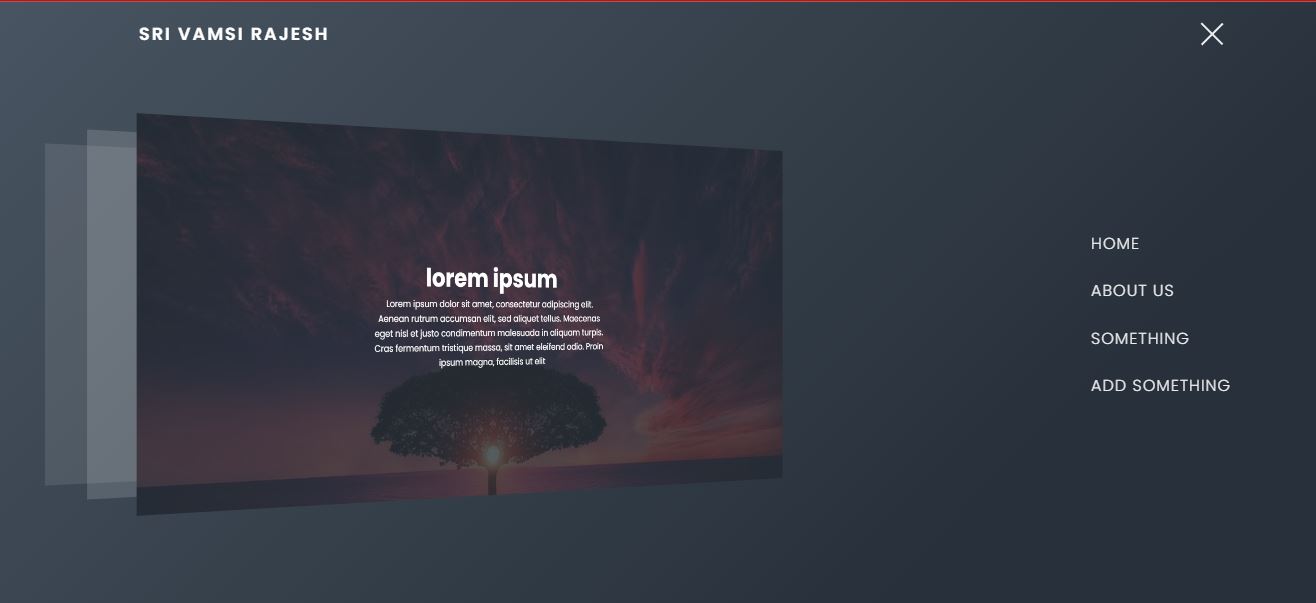 SRI VAMSI RAJESH
lorem ipsum
Lorem ipsum dolor sit amet, consectetur adipiscing elit.
Aenean rutrum accumsan elit, sed aliquet tellus. Maecenas
eget nisl et justo condimentum malesuada in aliquam turpis.
Cras fermentum tristique massa, sit amet eleifend odio. Proin
ipsum magna, facilisis ut elit
HOME
ABOUT US
SOMETHING
ADD SOMETHING